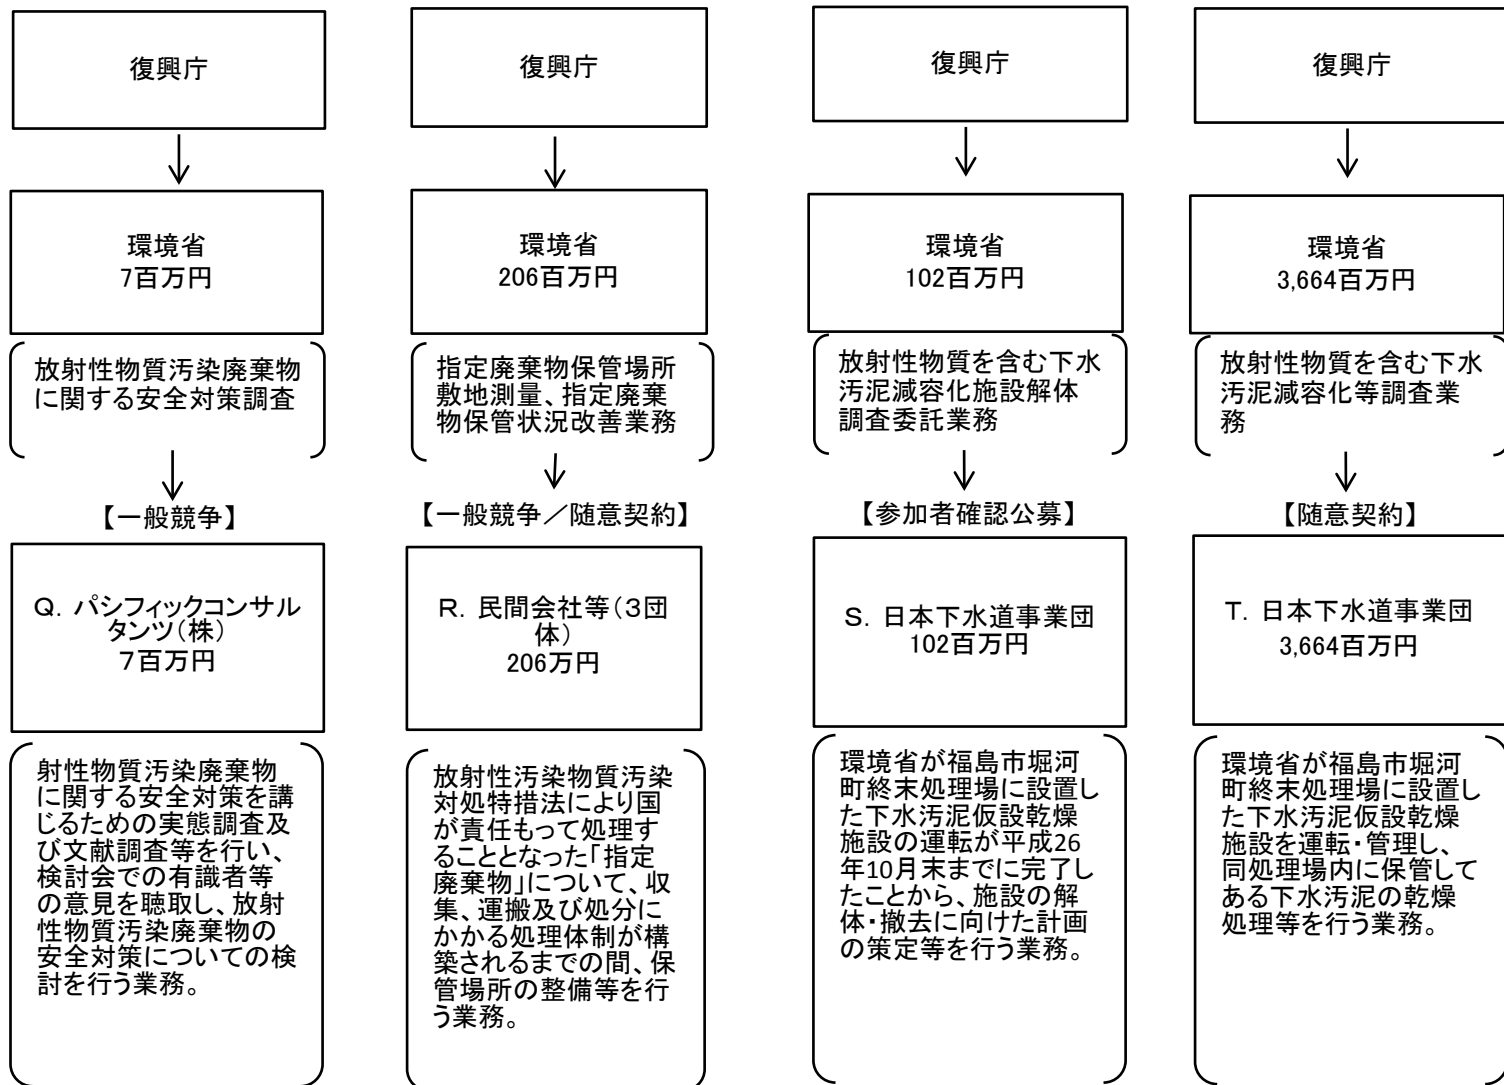 復興庁
環境省
7百万円
放射性物質汚染廃棄物
に関する安全対策調査
【一般競争】
Q. パシフィックコンサル
タンツ(株)
7百万円
射性物質汚染廃棄物
に関する安全対策を講
じるための実態調査及
び文献調査等を行い、
検討会での有識者等
の意見を聴取し、放射
性物質汚染廃棄物の
安全対策についての検
討を行う業務。
復興庁
環境省
206百万円
指定廃棄物保管場所
敷地測量、指定廃棄
物保管状況改善業務
【一般競争/随意契約】
R. 民間会社等(3団
体)
206万円
放射性汚染物質汚染
対処特措法により国
が責任もって処理す
ることとなった「指定
廃棄物」について、収
集、運搬及び処分に
かかる処理体制が構
築されるまでの間、保
管場所の整備等を行
う業務。
復興庁
環境省
102百万円
放射性物質を含む下水
汚泥減容化施設解体
調査委託業務
【参加者確認公募】
S. 日本下水道事業団
102百万円
環境省が福島市堀河
町終末処理場に設置し
た下水汚泥仮設乾燥
施設の運転が平成26
年10月末までに完了し
たことから、施設の解
体・撤去に向けた計画
の策定等を行う業務。
復興庁
環境省
3,664百万円
放射性物質を含む下水
汚泥減容化等調査業
務
【随意契約】
T. 日本下水道事業団
3,664百万円
環境省が福島市堀河
町終末処理場に設置し
た下水汚泥仮設乾燥
施設を運転・管理し、
同処理場内に保管して
ある下水汚泥の乾燥
処理等を行う業務。